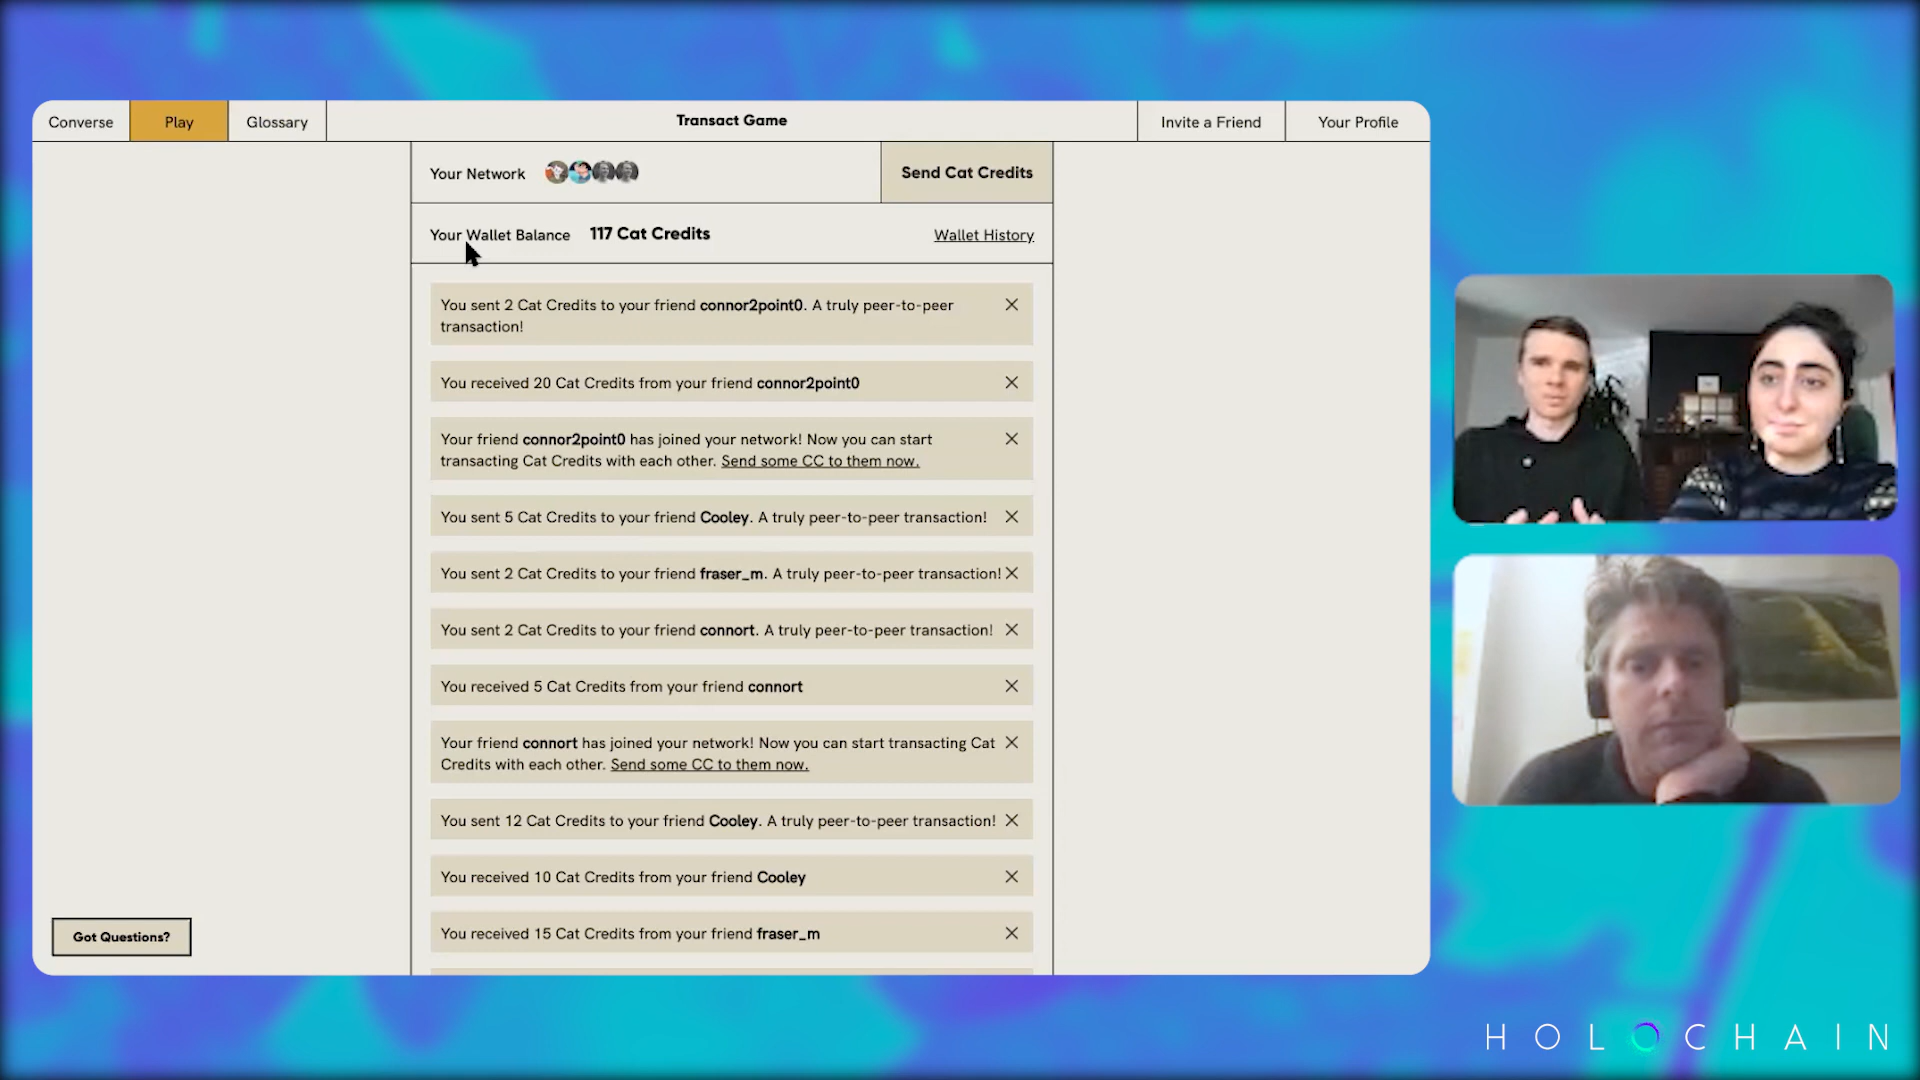 Converse
Play
Glossary
Transact Game
Invite a Friend
Your Profile
Your Network
Send Cat Credits
Your Wallet Balance
117 Cat Credits
Wallet History
You sent 2 Cat Credits to your friend connor2point0. A truly peer-to-peer
transaction!
You received 20 Cat Credits from your friend connor2point0
Your friend connor2point0 has joined your network! Now you can start
transacting Cat Credits with each other. Send some CC to them now.
You sent 5 Cat Credits to your friend Cooley. A truly peer-to-peer transaction!
You sent 2 Cat Credits to your friend fraser_m. A truly peer-to-peer transaction!
You sent 2 Cat Credits to your friend connort. A truly peer-to-peer transaction!
You received 5 Cat Credits from your friend connort
Your friend connort has joined your network! Now you can start transacting Cat
Credits with each other. Send some CC to them now.
You sent 12 Cat Credits to your friend Cooley. A truly peer-to-peer transaction!
You received 10 Cat Credits from your friend Cooley
You received 15 Cat Credits from your friend fraser_m
Got Questions?
HOLOCHAIN